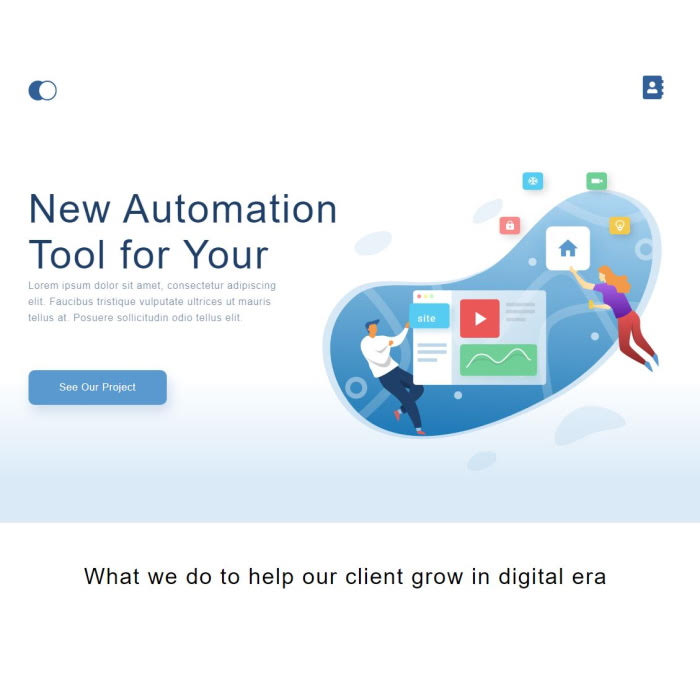 New Automation
Tool for Your
Lorem ipsum dolor sit amet, consectetur adipiscing
elit. Faucibus tristique vulputate ultrices ut mauris
tellus at. Posuere sollicitudin odio tellus elit.
See Our Project
site
What we do to help our client grow in digital era